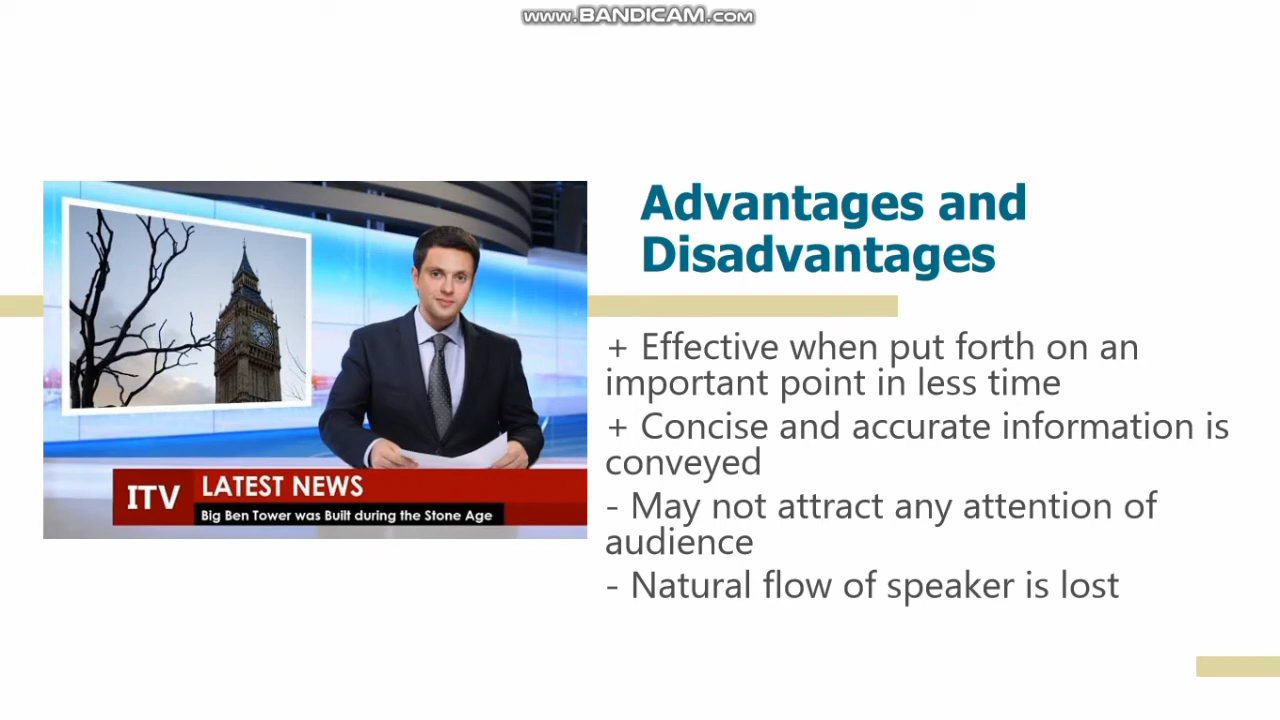 www.BANDICAM.com
Advantages and
Disadvantages
+ Effective when put forth on an
important point in less time
+ Concise and accurate information is
conveyed
- May not attract any attention of
audience
- Natural flow of speaker is lost
ITV
LATEST NEWS
Big Ben Tower was Built during the Stone Age